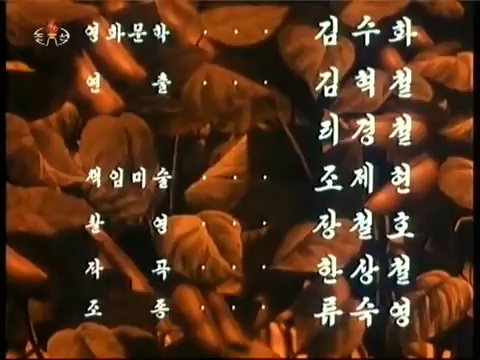 영화문학 · · · 김수화
연출 · · · 김혁철
리경철
책임미술 · · · 조제현
촬영 · · · 장철호
작곡 · · · 한상철
조종 · · · 류숙영